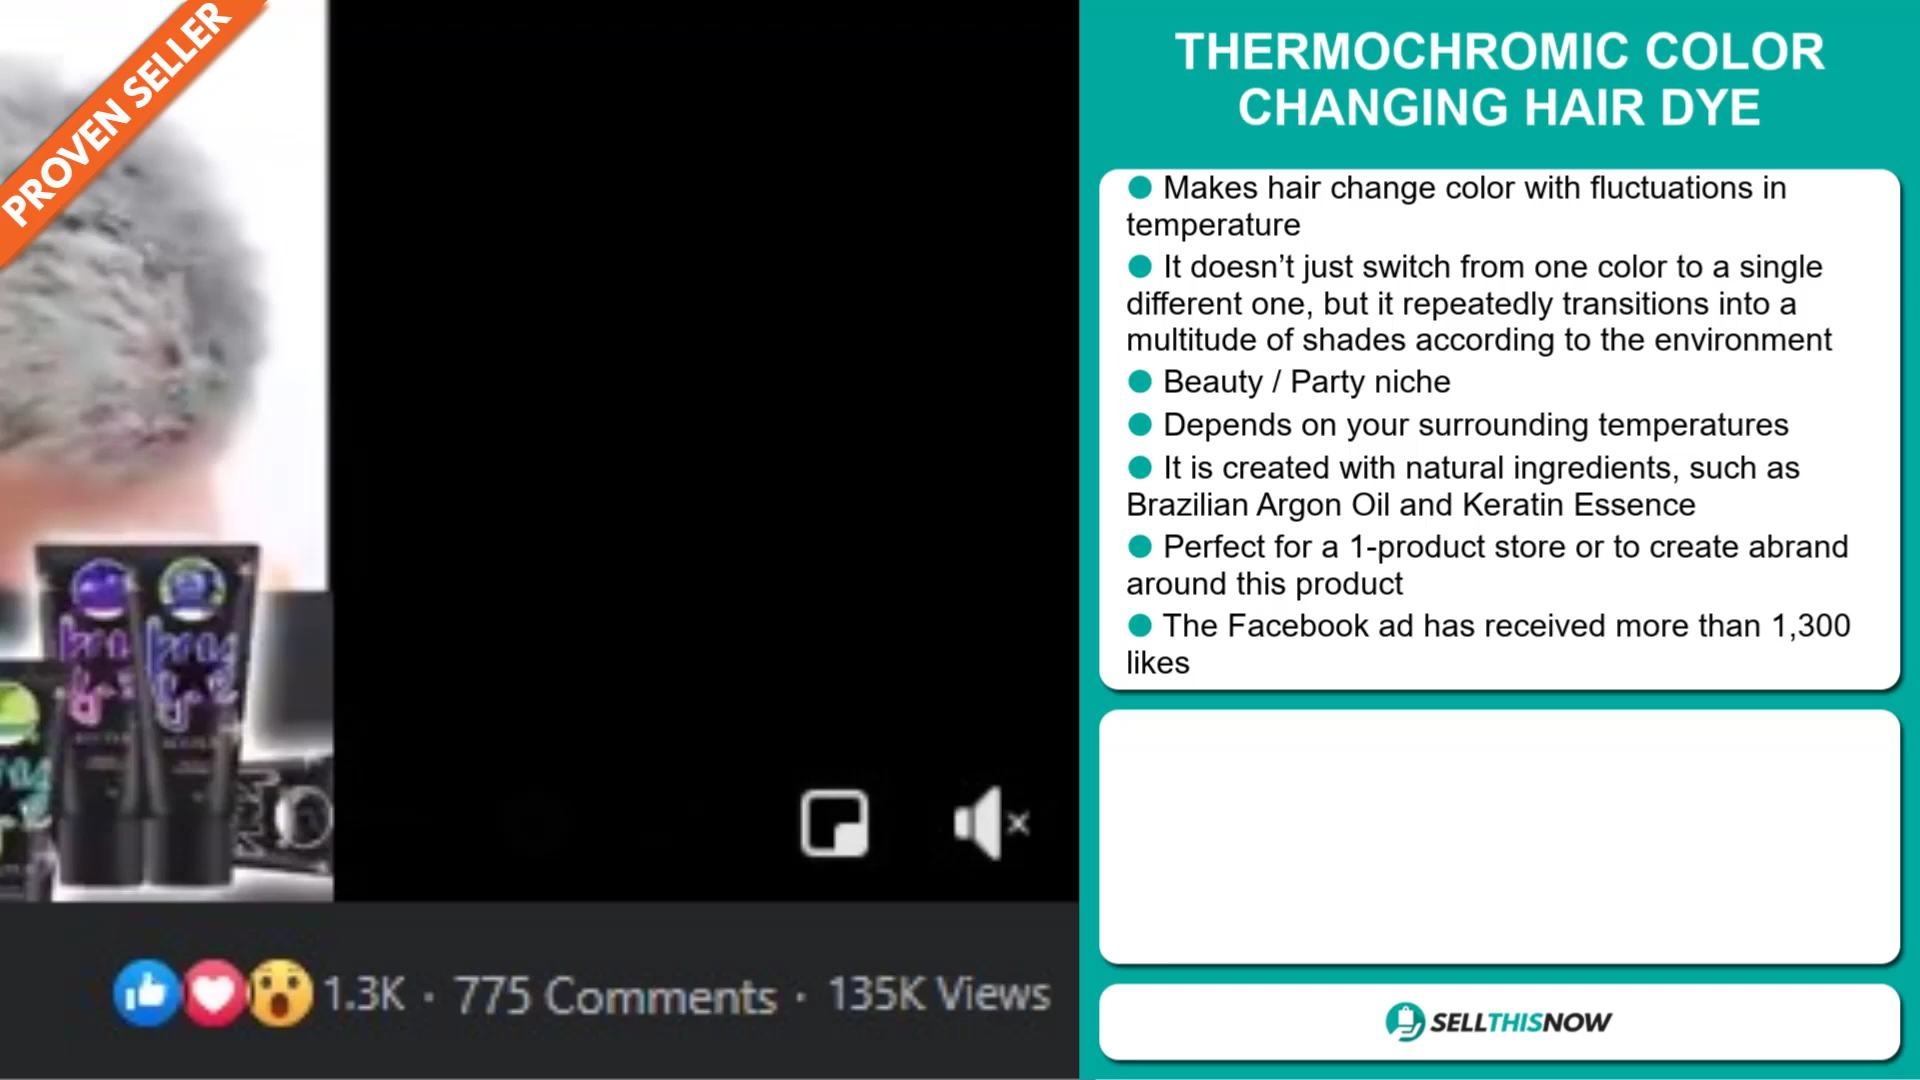 PROVEN SELLER
THERMOCHROMIC COLOR
CHANGING HAIR DYE
Makes hair change color with fluctuations in
temperature
It doesn’t just switch from one color to a single
different one, but it repeatedly transitions into a
multitude of shades according to the environment
Beauty / Party niche
Depends on your surrounding temperatures
It is created with natural ingredients, such as
Brazilian Argon Oil and Keratin Essence
Perfect for a 1-product store or to create abrand
around this product
The Facebook ad has received more than 1,300
likes
1.3K · 775 Comments · 135K Views
SELLTHISNOW